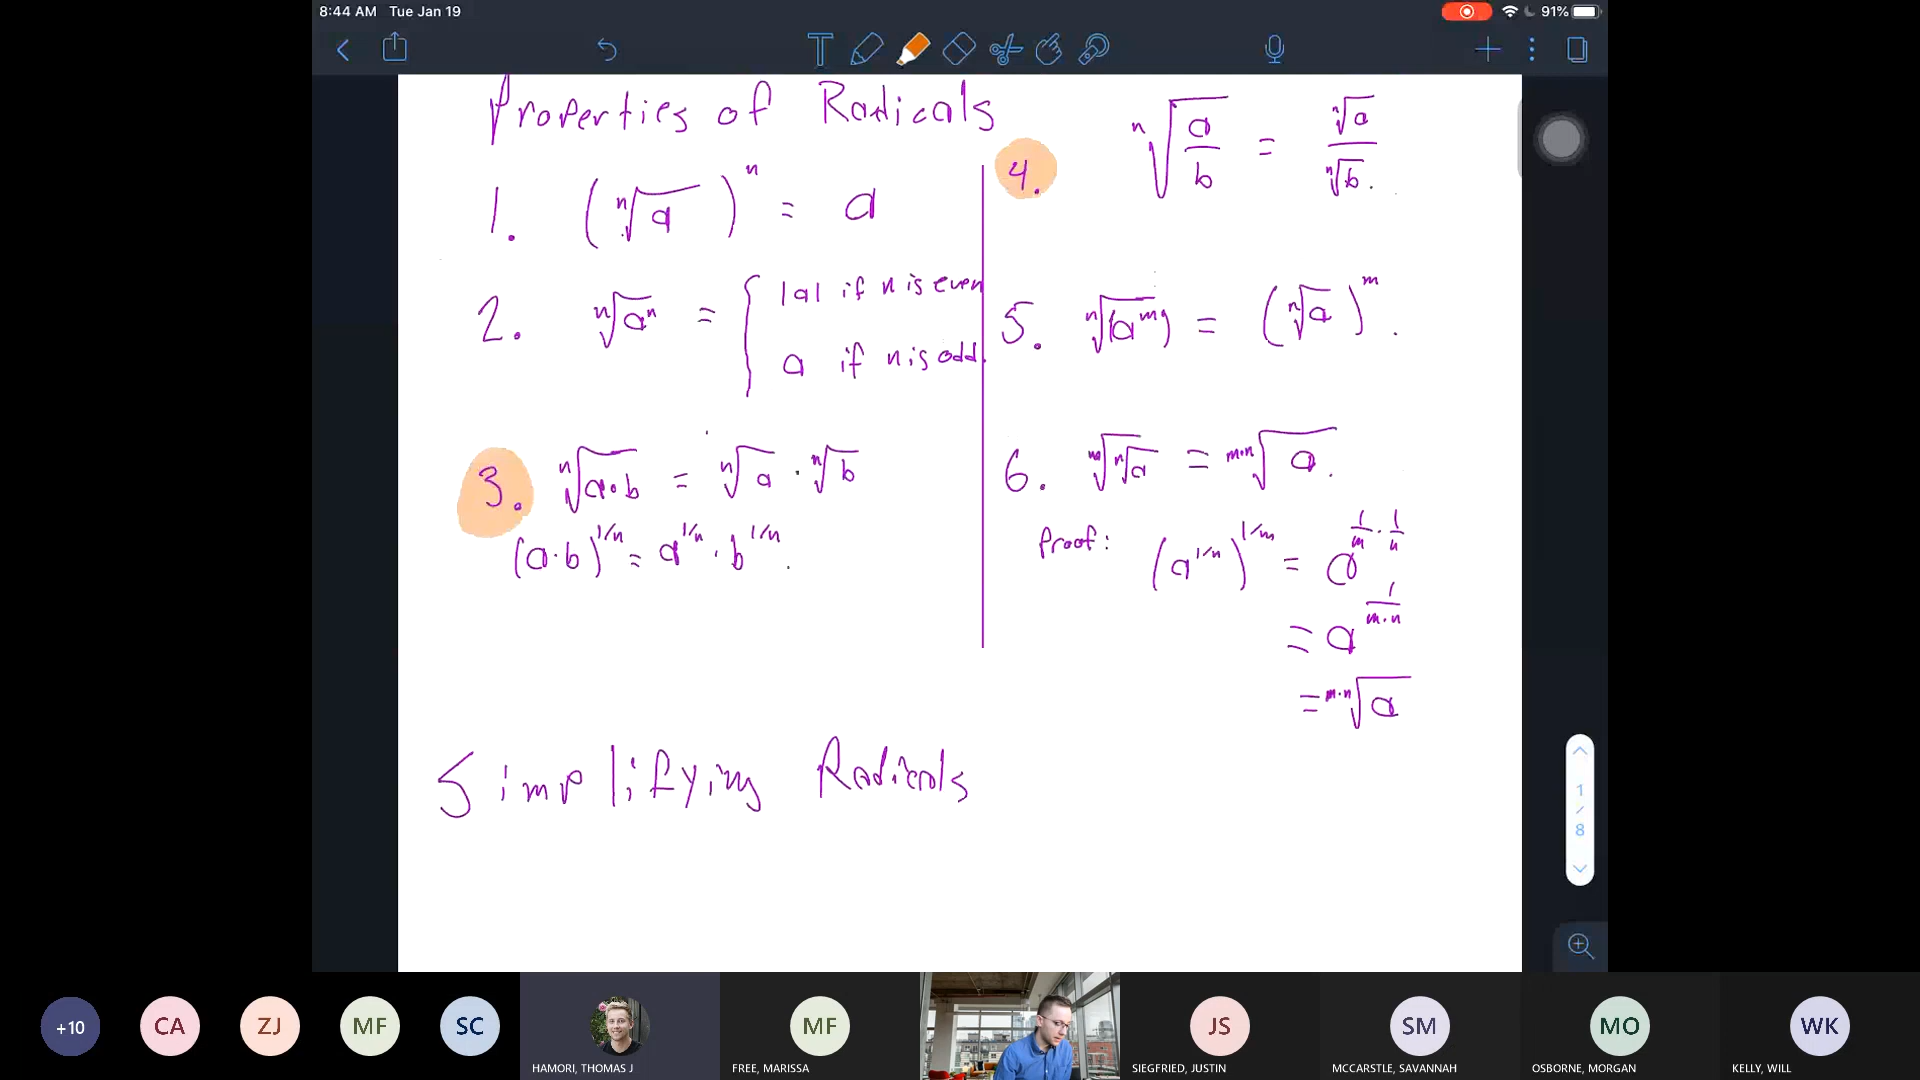 8:44 AM Tue Jan 19
91%
Properties of Radicals
1. (ⁿ√a)ⁿ = a
2. ⁿ√aⁿ = { |a| if n is even
a if n is odd.
3. ⁿ√a·b = ⁿ√a · ⁿ√b
(a·b)^1/n = a^1/n · b^1/n.
4. ⁿ√(a/b) = ⁿ√a / ⁿ√b.
5. ⁿ√(a^m) = (ⁿ√a)^m.
6. ᵐ√ⁿ√a = ᵐ·ⁿ√a.
Proof: (a^1/n)^1/m = a^(1/m · 1/n)
= a^(1/m·n)
= ᵐ·ⁿ√a
Simplifying Radicals
1
/
8
+10
CA
ZJ
MF
SC
MF
JS
SM
MO
WK
HAMORI, THOMAS J
FREE, MARISSA
SIEGFRIED, JUSTIN
MCCARSTLE, SAVANNAH
OSBORNE, MORGAN
KELLY, WILL